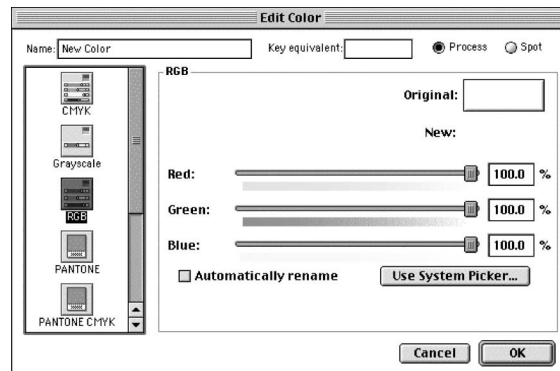 Edit Color
Name: New Color Key equivalent: Process Spot
CMYK
Grayscale
RGB
PANTONE
PANTONE CMYK
RGB
Original:
New:
Red: 100.0 %
Green: 100.0 %
Blue: 100.0 %
Automatically rename Use System Picker...
Cancel OK